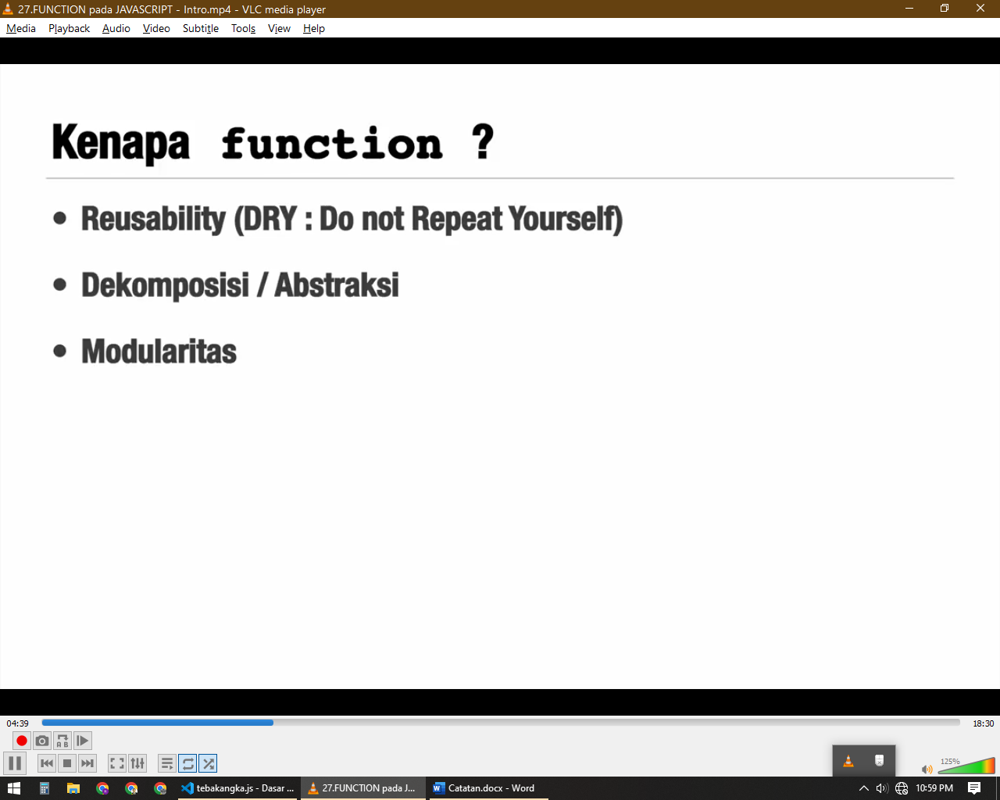 27.FUNCTION pada JAVASCRIPT - Intro.mp4 - VLC media player
Media Playback Audio Video Subtitle Tools View Help
Kenapa function ?
• Reusability (DRY : Do not Repeat Yourself)
• Dekomposisi / Abstraksi
• Modularitas
04:39 18:30
A B
125%
tebakangka.js - Dasar ... 27.FUNCTION pada J... Catatan.docx - Word 10:59 PM